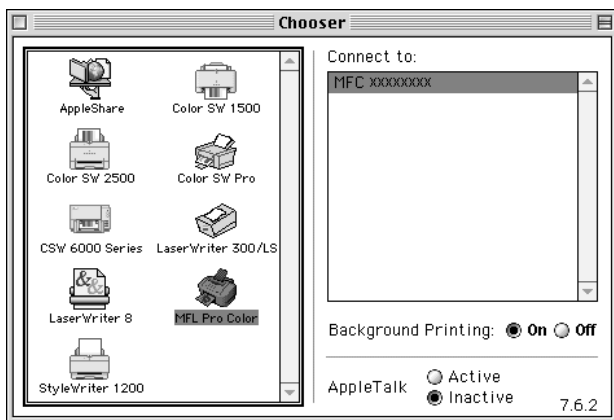 Chooser
AppleShare
Color SW 1500
Color SW 2500
Color SW Pro
CSW 6000 Series
LaserWriter 300/LS
LaserWriter 8
MFL Pro Color
StyleWriter 1200
Connect to:
MFC XXXXXXXX
Background Printing: On Off
AppleTalk
Active
Inactive
7.6.2